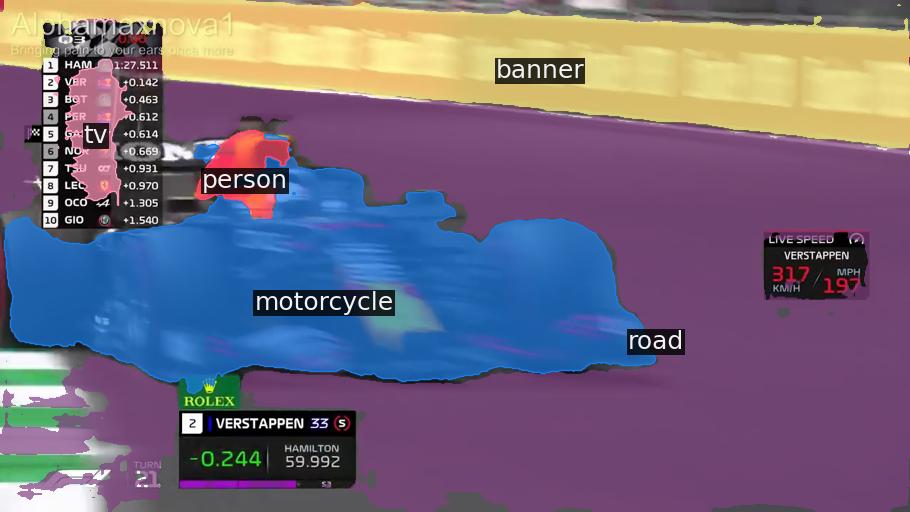 Alphamaxnova1
Bringing pain to your ears once more
Q3
1 HAM 1:27.511
2 VER +0.142
3 BOT +0.463
4 PER +0.612
5 +0.614
6 NOR +0.669
7 TSU +0.931
8 LEC +0.970
9 OCO +1.305
10 GIO +1.540
tv
banner
person
motorcycle
road
LIVE SPEED
VERSTAPPEN
317 KM/H / 197 MPH
ROLEX
2 VERSTAPPEN 33 S
-0.244 HAMILTON 59.992
S3
TURN
21